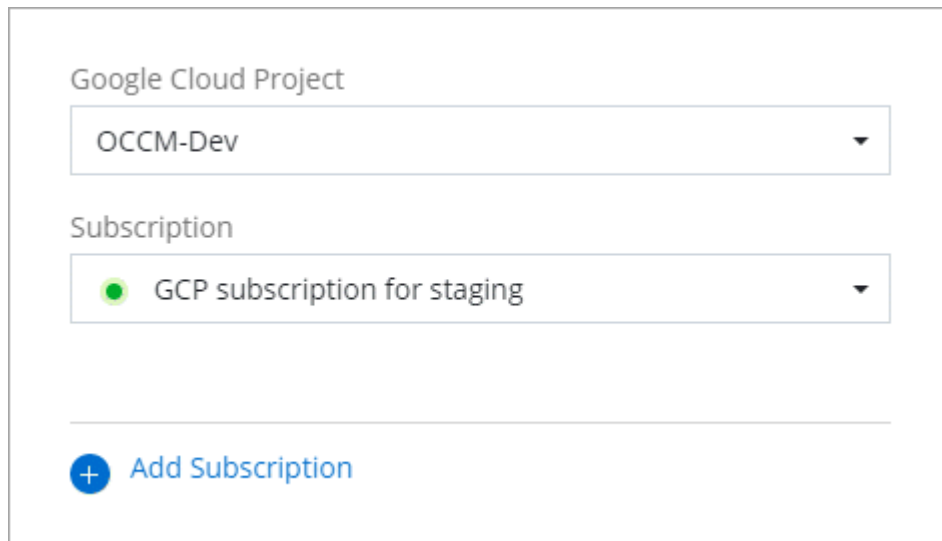 Google Cloud Project
OCCM-Dev
Subscription
GCP subscription for staging
Add Subscription